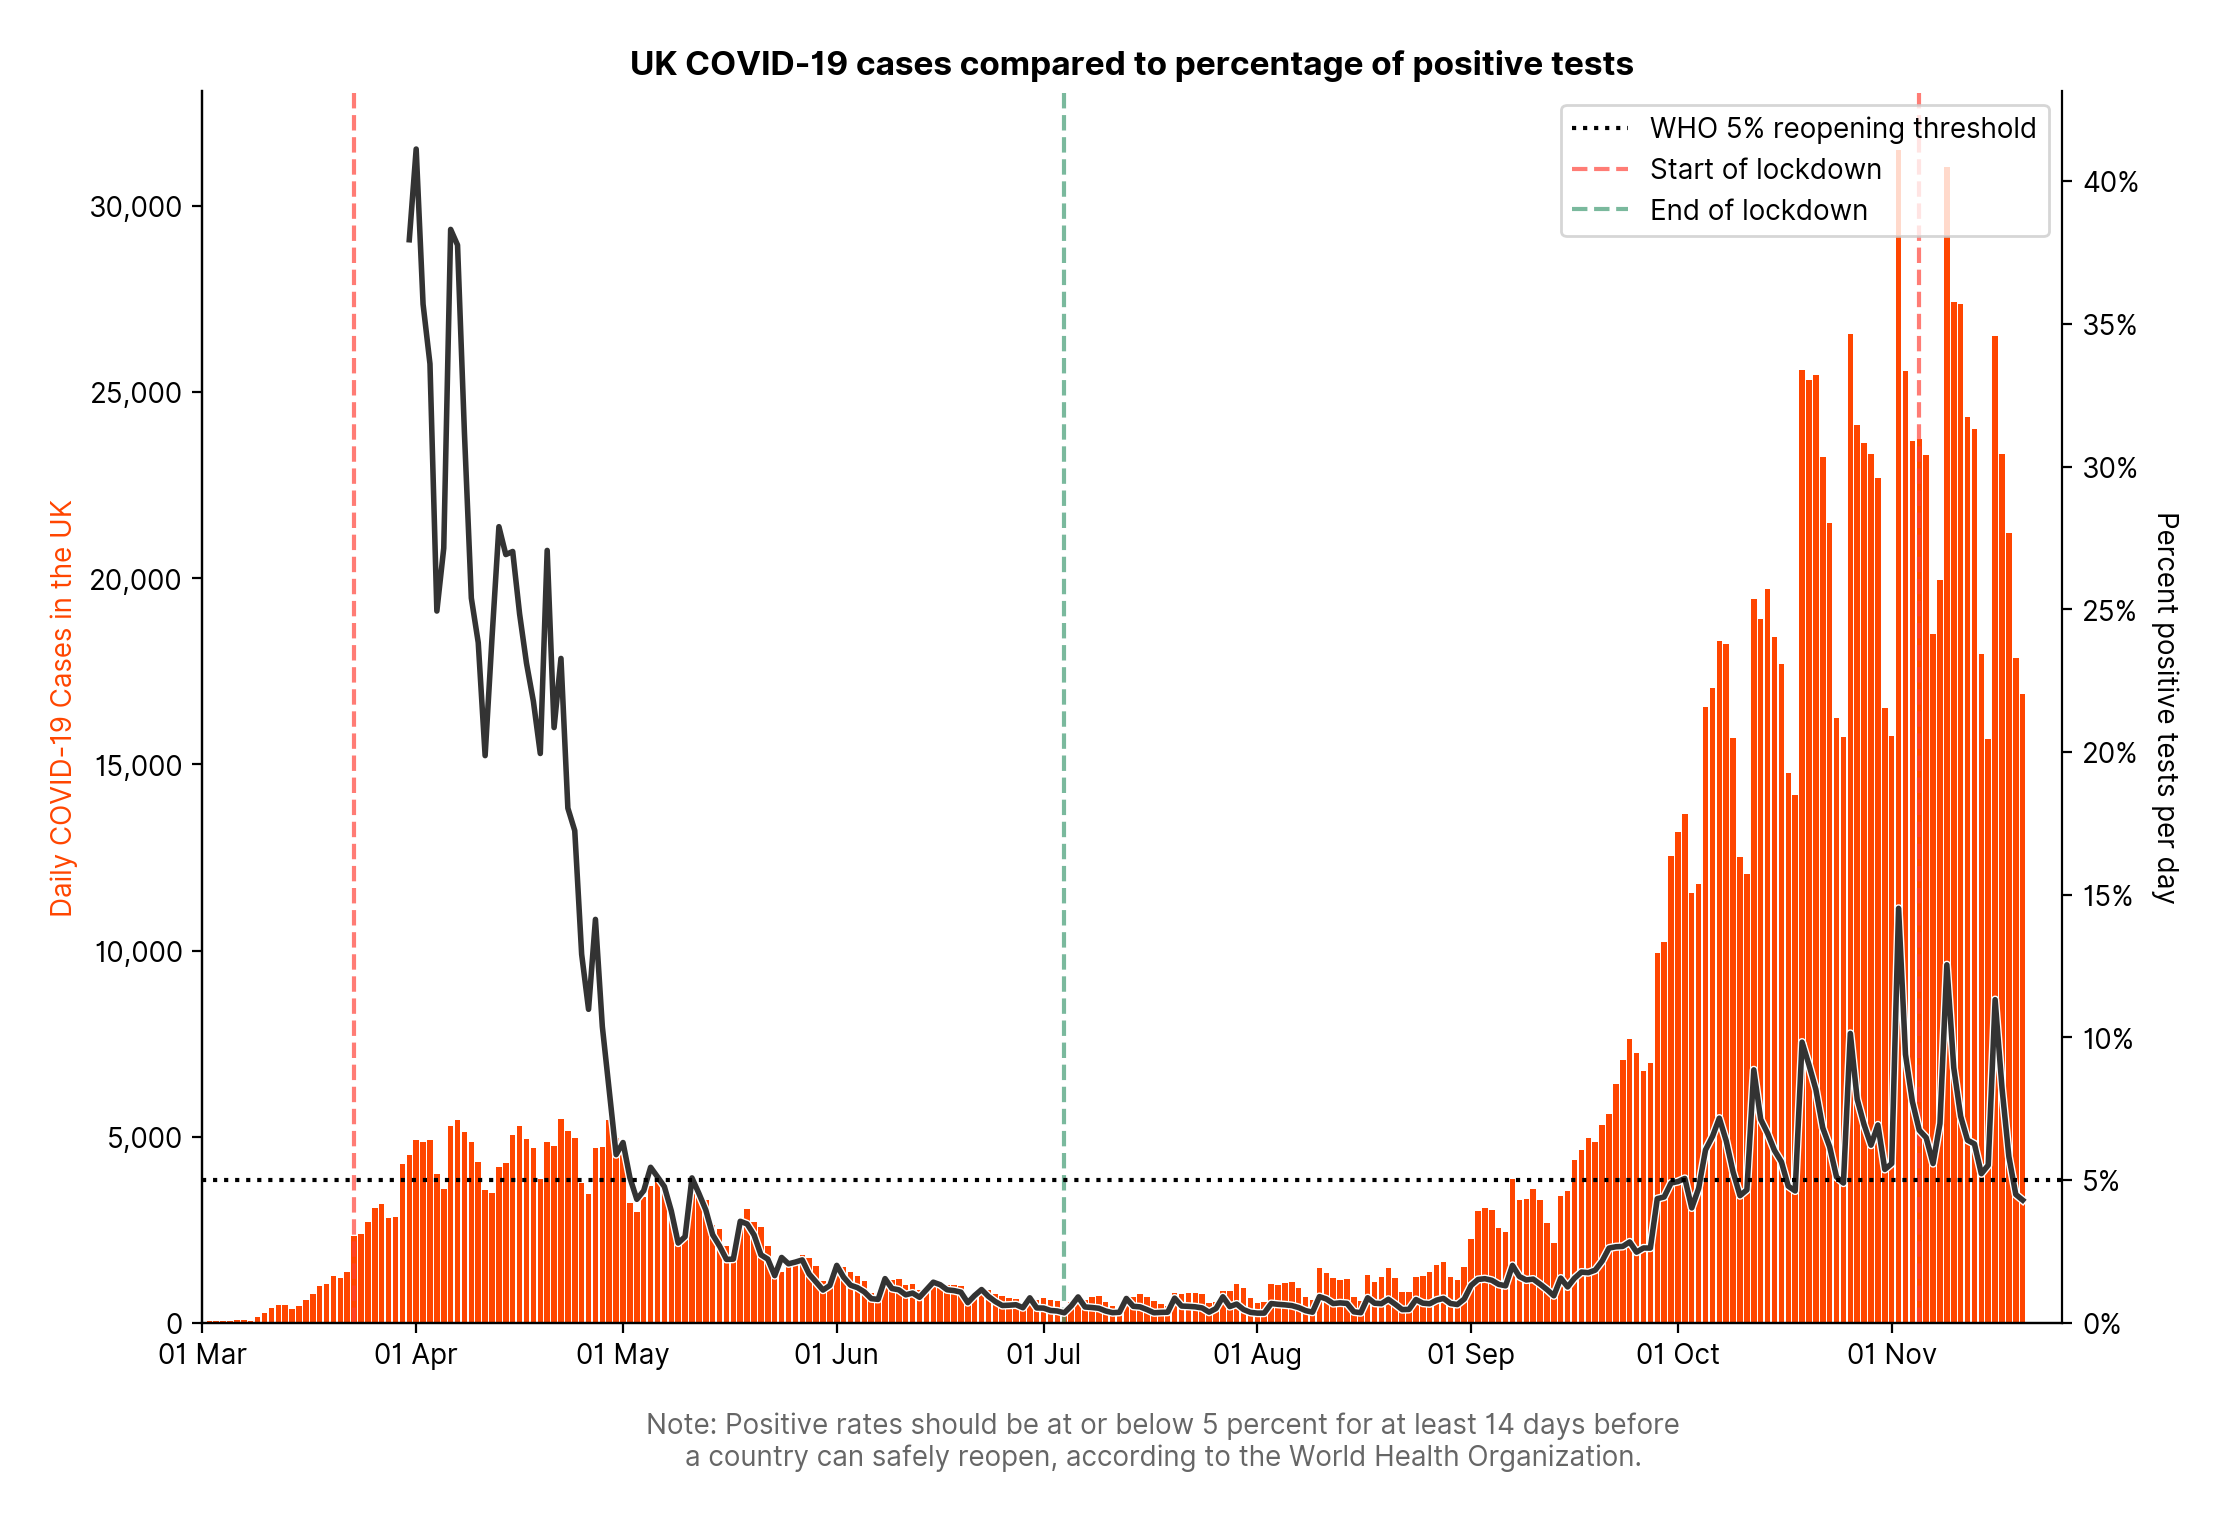 UK COVID-19 cases compared to percentage of positive tests
WHO 5% reopening threshold
Start of lockdown
End of lockdown
Daily COVID-19 Cases in the UK
30,000
25,000
20,000
15,000
10,000
5,000
0
40%
35%
30%
25%
20%
15%
10%
5%
0%
Percent positive tests per day
01 Mar
01 Apr
01 May
01 Jun
01 Jul
01 Aug
01 Sep
01 Oct
01 Nov
Note: Positive rates should be at or below 5 percent for at least 14 days before
a country can safely reopen, according to the World Health Organization.